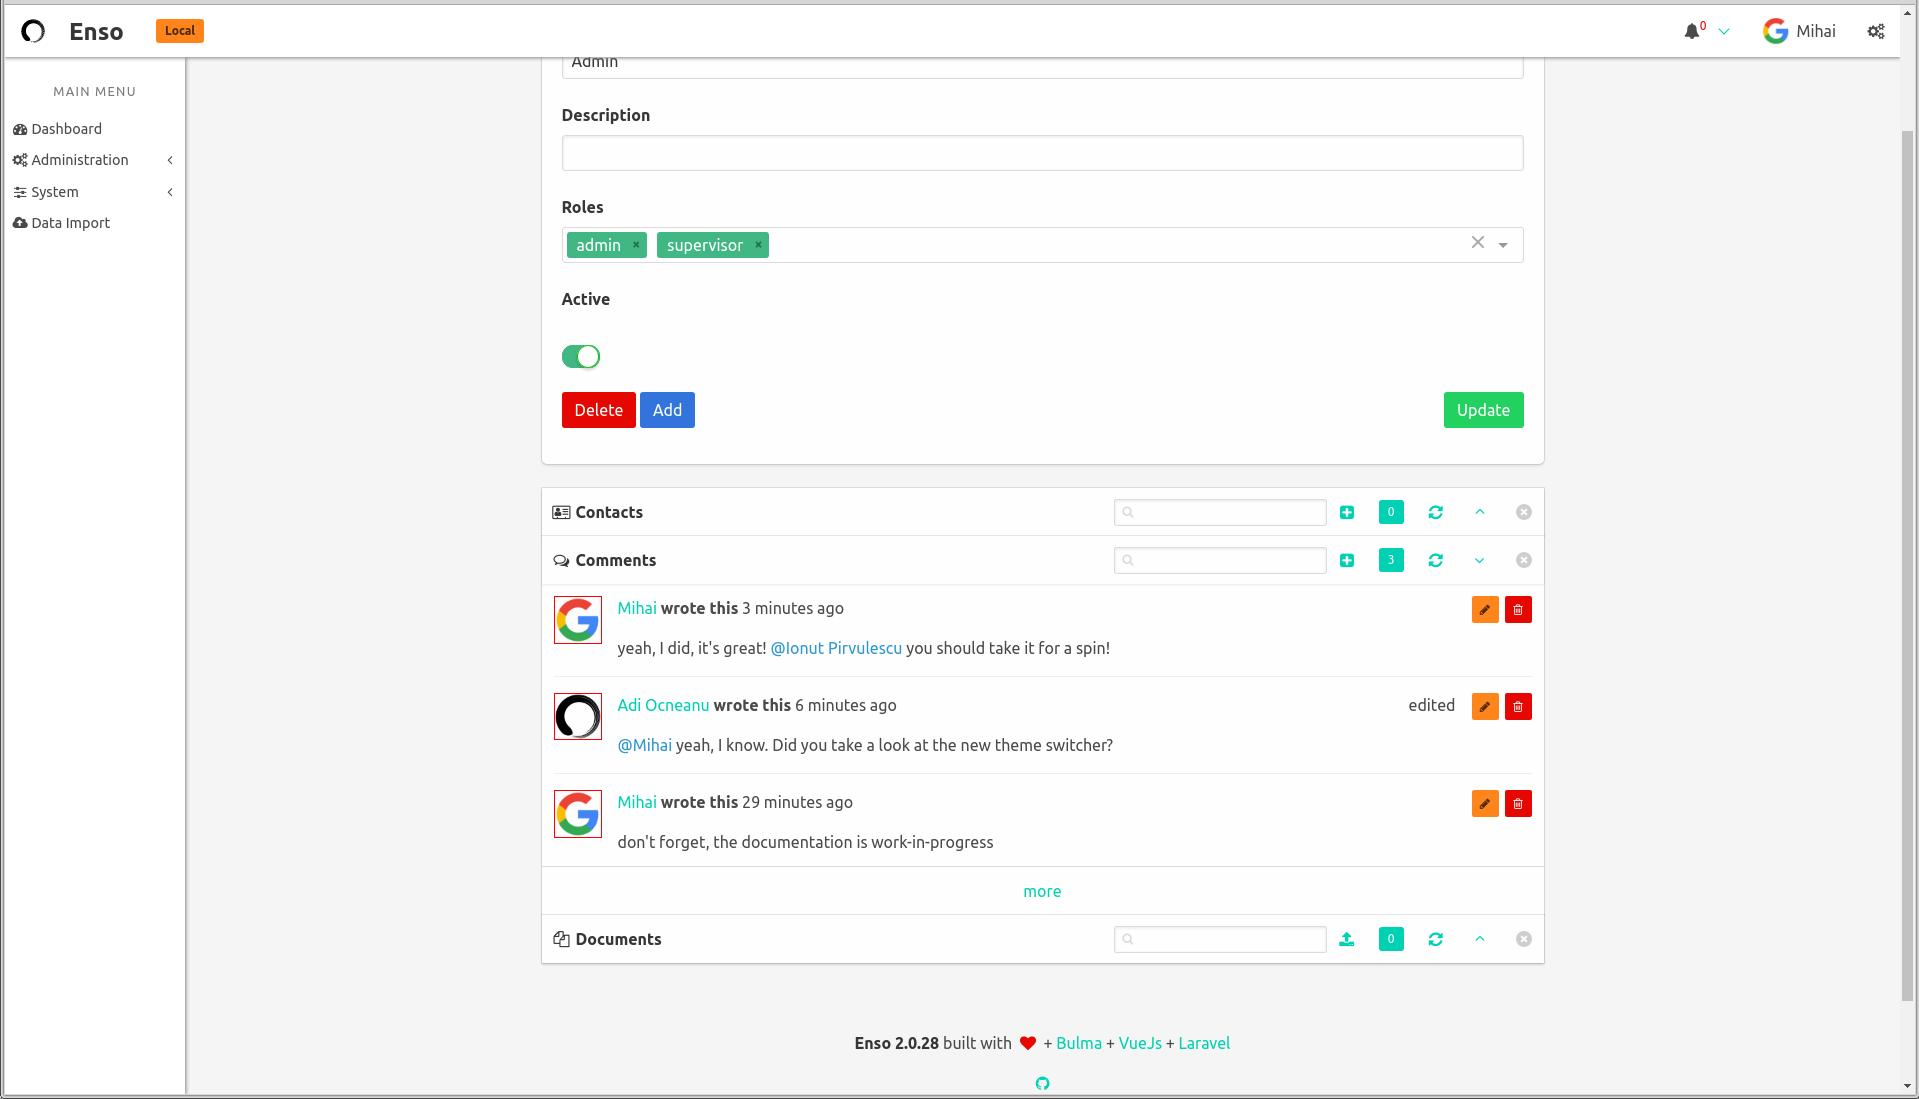 Enso
Local
0
Mihai
MAIN MENU
Dashboard
Administration
System
Data Import
Admin
Description
Roles
admin ×
supervisor ×
Active
Delete
Add
Update
Contacts
0
Comments
3
Mihai wrote this 3 minutes ago
yeah, I did, it's great! @Ionut Pirvulescu you should take it for a spin!
Adi Ocneanu wrote this 6 minutes ago
edited
@Mihai yeah, I know. Did you take a look at the new theme switcher?
Mihai wrote this 29 minutes ago
don't forget, the documentation is work-in-progress
more
Documents
0
Enso 2.0.28 built with + Bulma + VueJs + Laravel